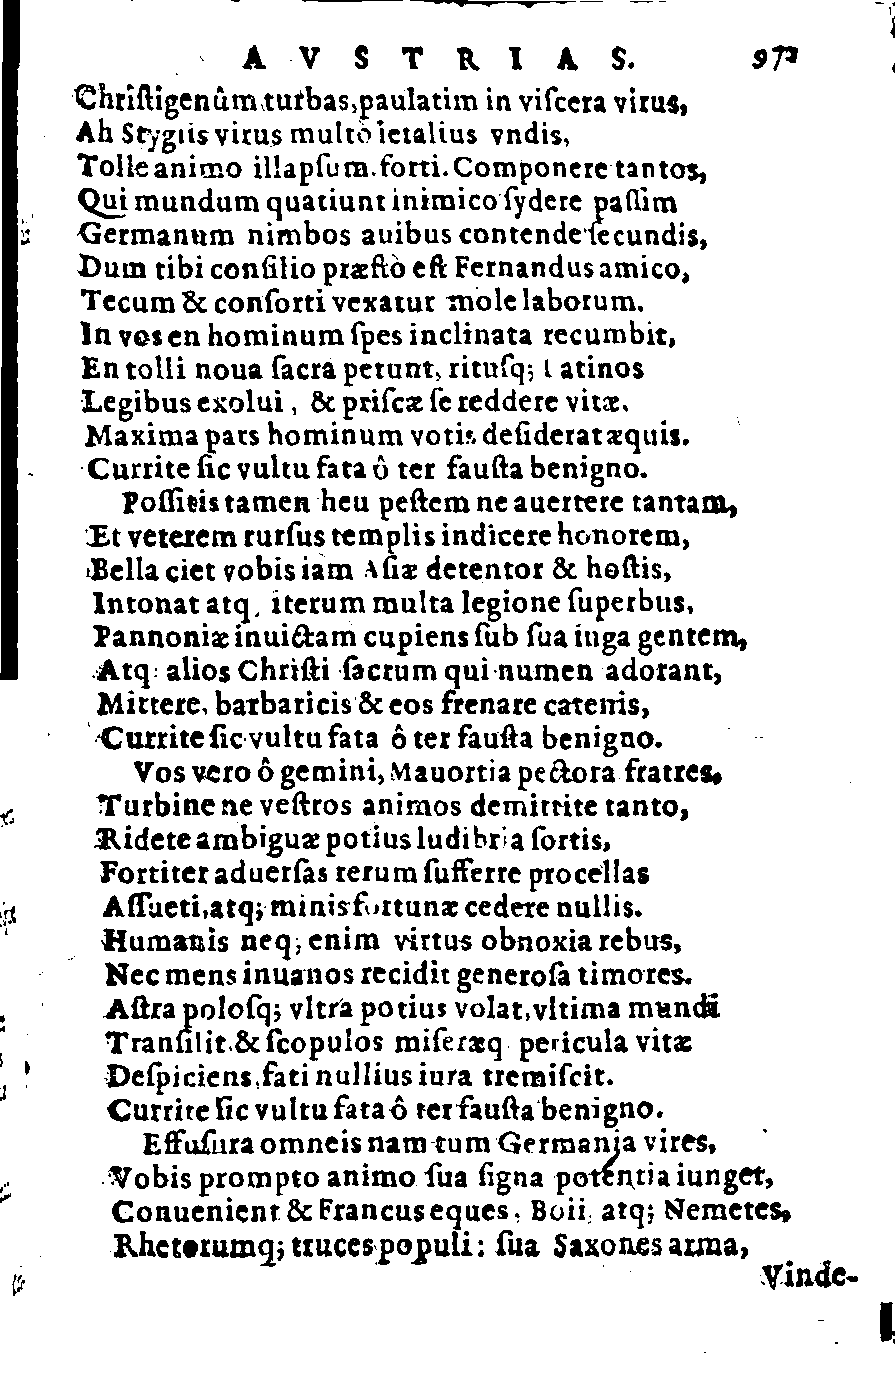 AVSTRIAS. 973
Chriſtigenûm turbas, paulatim in viſcera virus,
Ah Stygiis virus multò letalius vndis,
Tolle animo illapſum forti. Componere tantos,
Qui mundum quatiunt inimico ſydere paſſim
Germanum nimbos auibus contende ſecundis,
Dum tibi conſilio præſtò eſt Fernandus amico,
Tecum & conſorti vexatur mole laborum.
In vos en hominum ſpes inclinata recumbit,
En tolli noua ſacra petunt, rituſq; Latinos
Legibus exolui, & priſcæ ſe reddere vitæ.
Maxima pars hominum votis deſiderat æquis.
Currite ſic vultu fata ô ter fauſta benigno.
Poſſitis tamen heu peſtem ne auertere tantam,
Et veterem rurſus templis indicere honorem,
Bella ciet vobis iam Aſiæ detentor & hoſtis,
Intonat atq; iterum multa legione ſuperbus,
Pannoniæ inuictam cupiens ſub ſua iuga gentem,
Atq; alios Chriſti ſacrum qui numen adorant,
Mittere, barbaricis & eos frenare catenis,
Currite ſic vultu fata ô ter fauſta benigno.
Vos vero ô gemini, Mauortia pectora fratres,
Turbine ne veſtros animos demittite tanto,
Ridete ambiguæ potius ludibria ſortis,
Fortiter aduerſas rerum ſufferre procellas
Aſſueti, atq; minis fortunæ cedere nullis.
Humanis neq; enim virtus obnoxia rebus,
Nec mens inuanos recidit generoſa timores.
Aſtra poloſq; vltra potius volat, vltima mundi
Tranſilit, & ſcopulos miſeræq pericula vitæ
Deſpiciens, fati nullius iura tremiſcit.
Currite ſic vultu fata ô ter fauſta benigno.
Effuſura omneis nam tum Germania vires,
Vobis prompto animo ſua ſigna potentia iunget,
Conuenient & Francus eques, Boii, atq; Nemetes,
Rhetorumq; truces populi: ſua Saxones arma,
Vinde-